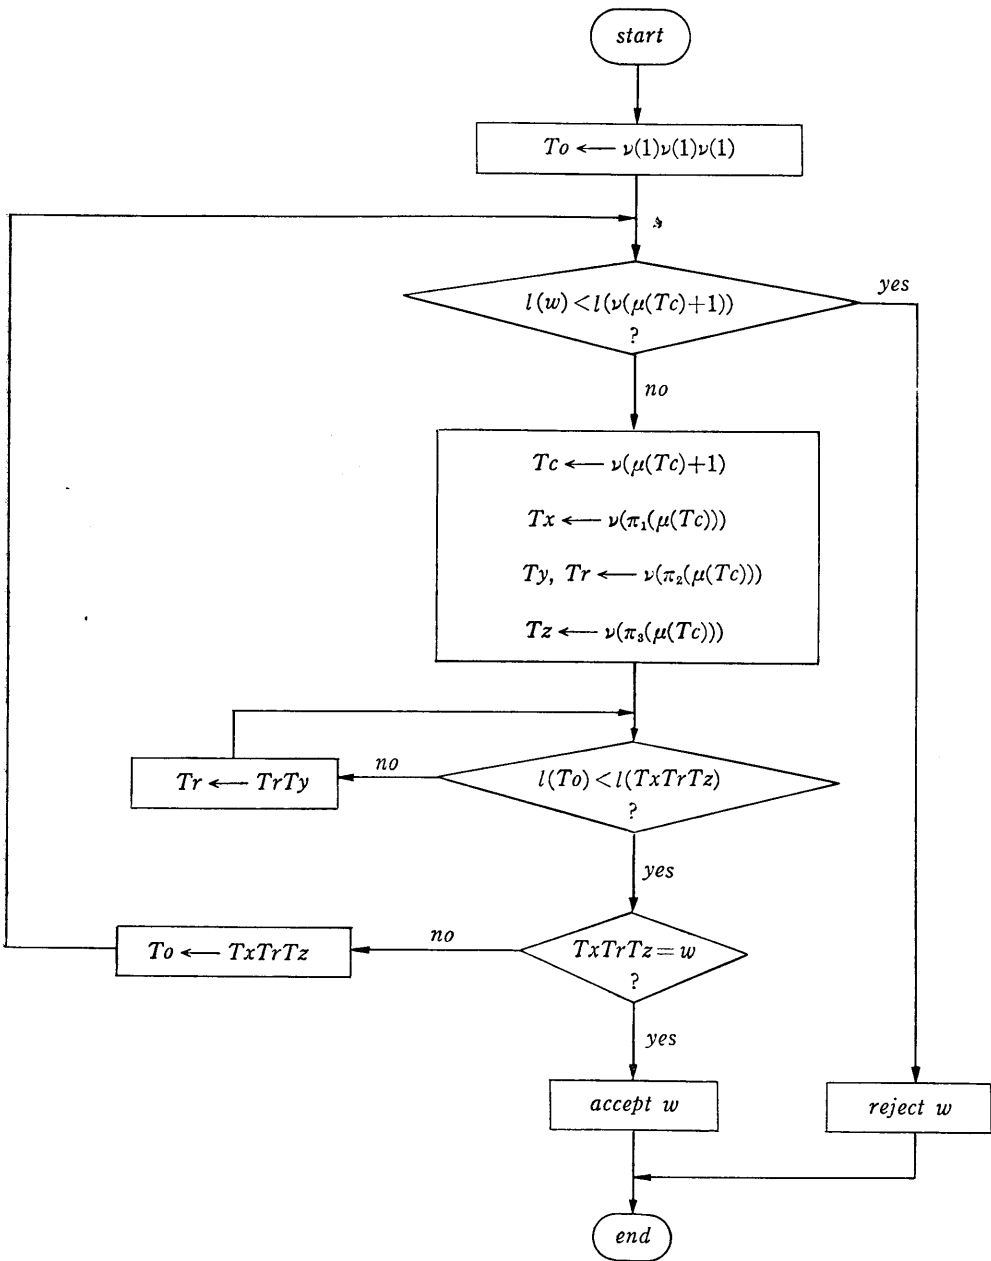 start
To ← ν(1)ν(1)ν(1)
l(w) < l(ν(μ(Tc)+1))
?
yes
no
Tc ← ν(μ(Tc)+1)
Tx ← ν(π₁(μ(Tc)))
Ty, Tr ← ν(π₂(μ(Tc)))
Tz ← ν(π₃(μ(Tc)))
l(To) < l(TxTrTz)
?
no
Tr ← TrTy
yes
TxTrTz = w
?
no
To ← TxTrTz
yes
accept w
reject w
end